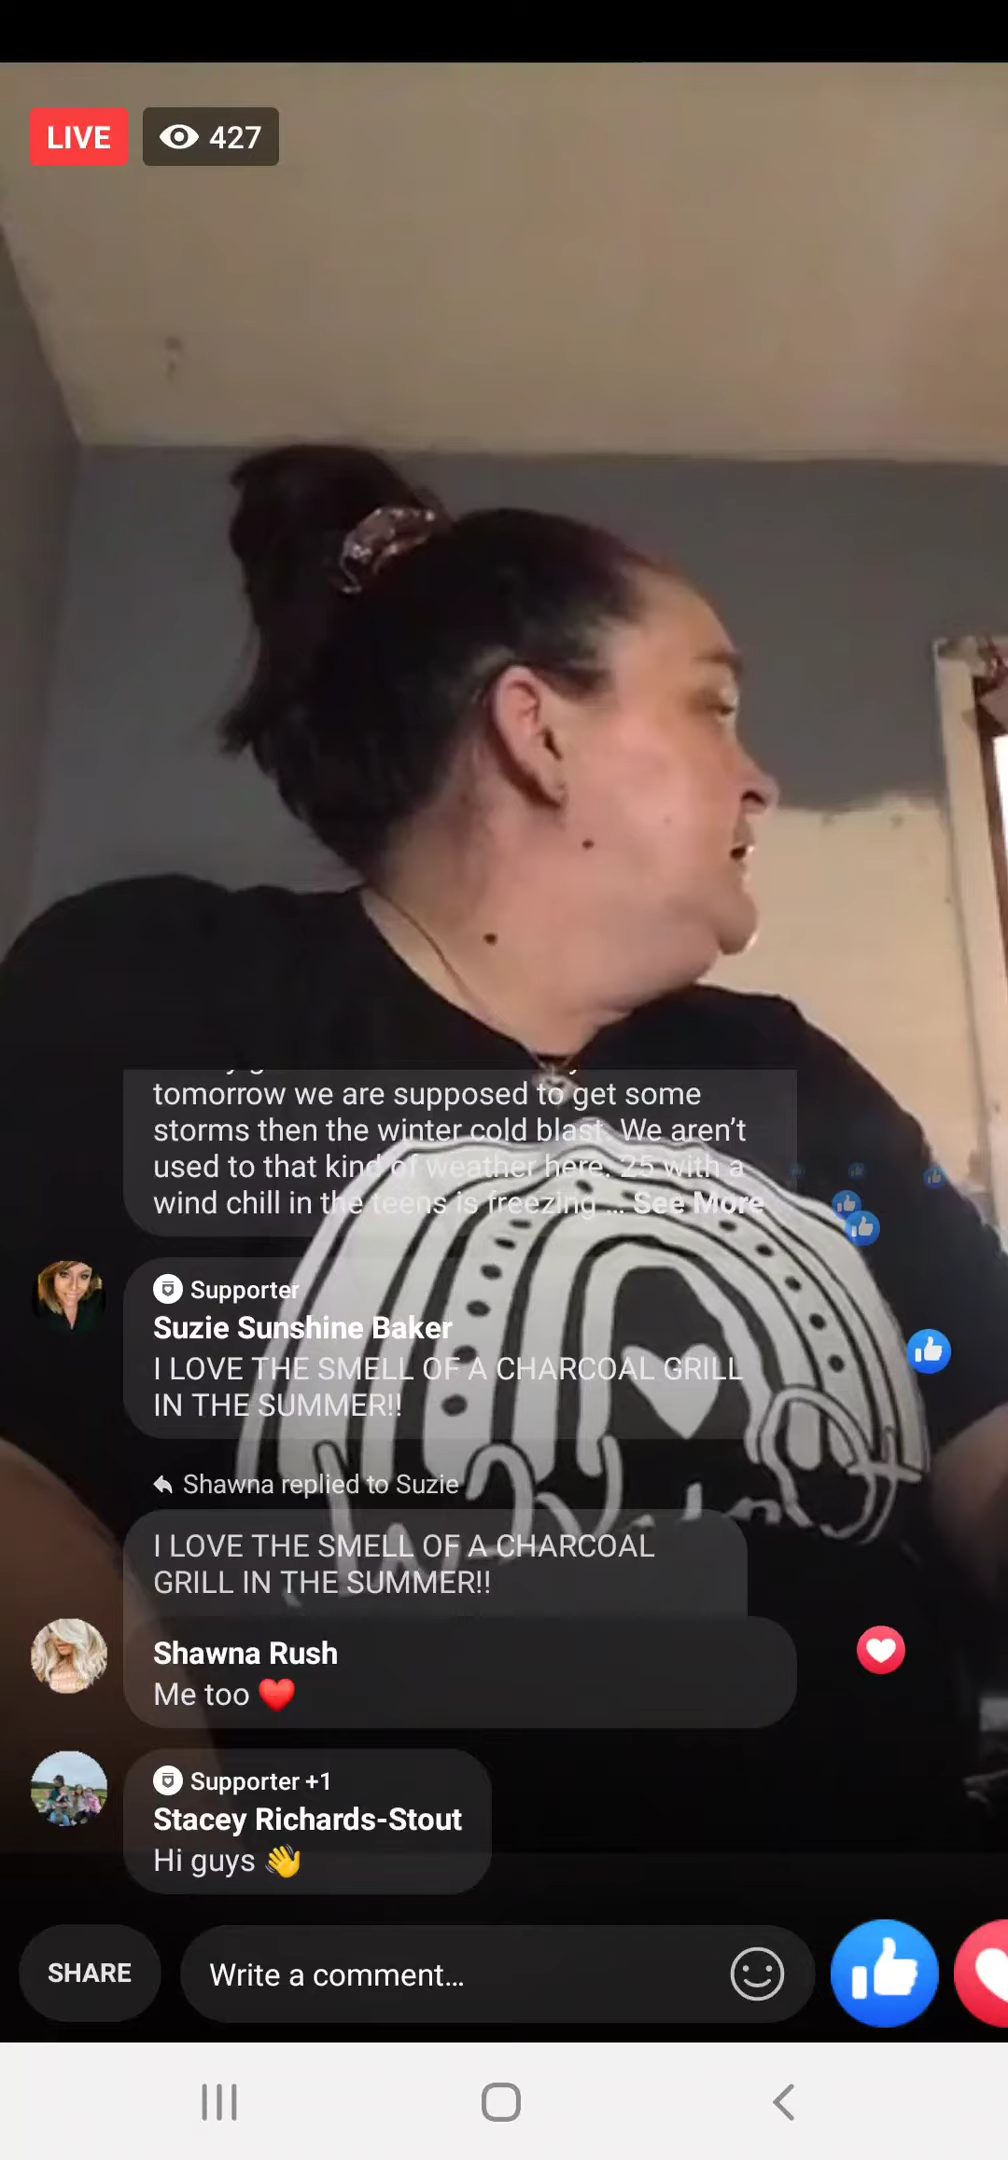 LIVE 427
tomorrow we are supposed to get some
storms then the winter cold blast. We aren't
used to that kind of weather here. 25 with a
wind chill in the teens is freezing ... See More
Supporter
Suzie Sunshine Baker
I LOVE THE SMELL OF A CHARCOAL GRILL
IN THE SUMMER!!
Shawna replied to Suzie
I LOVE THE SMELL OF A CHARCOAL
GRILL IN THE SUMMER!!
Shawna Rush
Me too ❤️
Supporter +1
Stacey Richards-Stout
Hi guys 👋
SHARE
Write a comment...